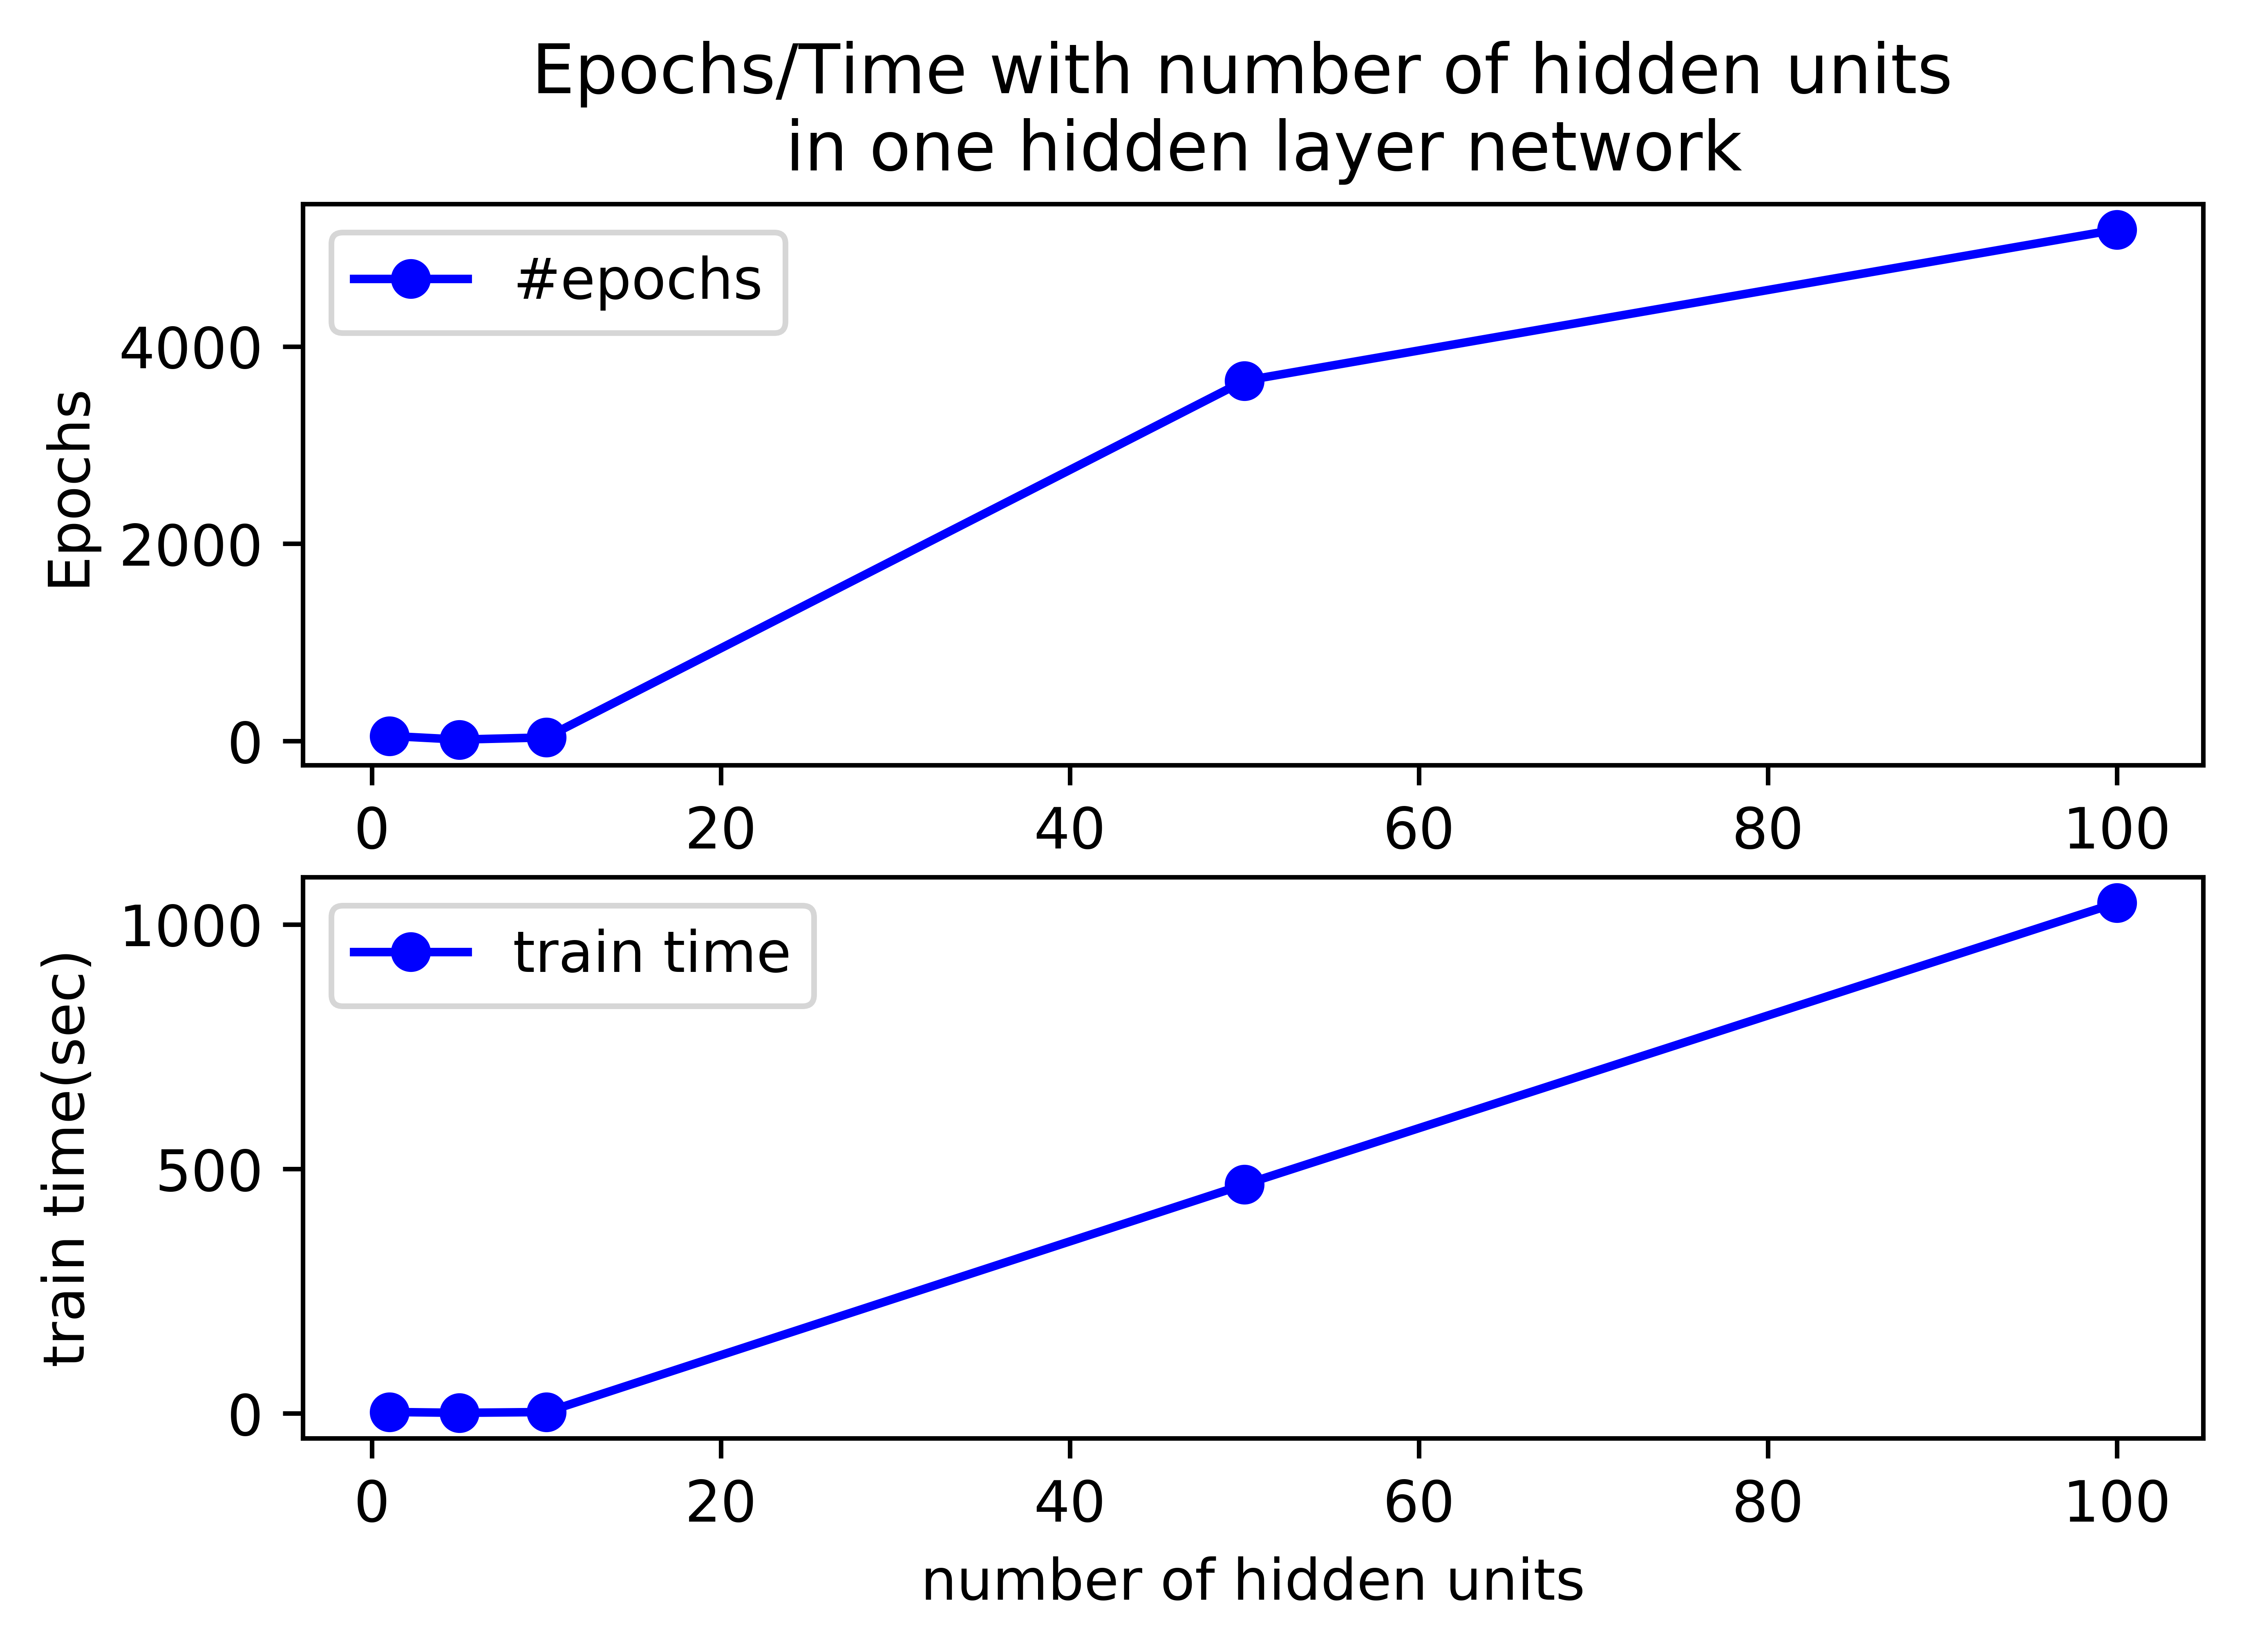 Epochs/Time with number of hidden units
in one hidden layer network
#epochs
Epochs
4000
2000
0
0 20 40 60 80 100
train time
train time(sec)
1000
500
0
0 20 40 60 80 100
number of hidden units